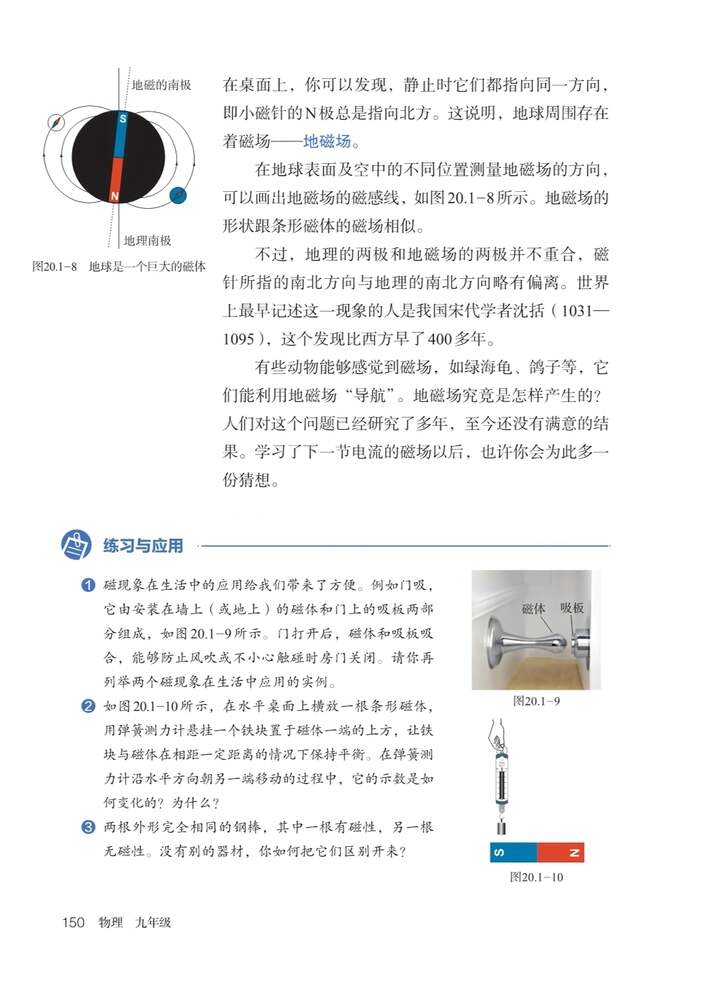 地磁的南极
S
N
地理南极
图20.1-8 地球是一个巨大的磁体
在桌面上，你可以发现，静止时它们都指向同一方向，
即小磁针的N极总是指向北方。这说明，地球周围存在
着磁场——地磁场。
在地球表面及空中的不同位置测量地磁场的方向，
可以画出地磁场的磁感线，如图20.1-8所示。地磁场的
形状跟条形磁体的磁场相似。
不过，地理的两极和地磁场的两极并不重合，磁
针所指的南北方向与地理的南北方向略有偏离。世界
上最早记述这一现象的人是我国宋代学者沈括（1031—
1095），这个发现比西方早了400多年。
有些动物能够感觉到磁场，如绿海龟、鸽子等，它
们能利用地磁场“导航”。地磁场究竟是怎样产生的？
人们对这个问题已经研究了多年，至今还没有满意的结
果。学习了下一节电流的磁场以后，也许你会为此多一
份猜想。
练习与应用
1 磁现象在生活中的应用给我们带来了方便。例如门吸，
它由安装在墙上（或地上）的磁体和门上的吸板两部
分组成，如图20.1-9所示。门打开后，磁体和吸板吸
合，能够防止风吹或不小心触碰时房门关闭。请你再
列举两个磁现象在生活中应用的实例。
2 如图20.1-10所示，在水平桌面上横放一根条形磁体，
用弹簧测力计悬挂一个铁块置于磁体一端的上方，让铁
块与磁体在相距一定距离的情况下保持平衡。在弹簧测
力计沿水平方向朝另一端移动的过程中，它的示数是如
何变化的？为什么？
3 两根外形完全相同的钢棒，其中一根有磁性，另一根
无磁性。没有别的器材，你如何把它们区别开来？
磁体 吸板
图20.1-9
S N
图20.1-10
150 物理 九年级